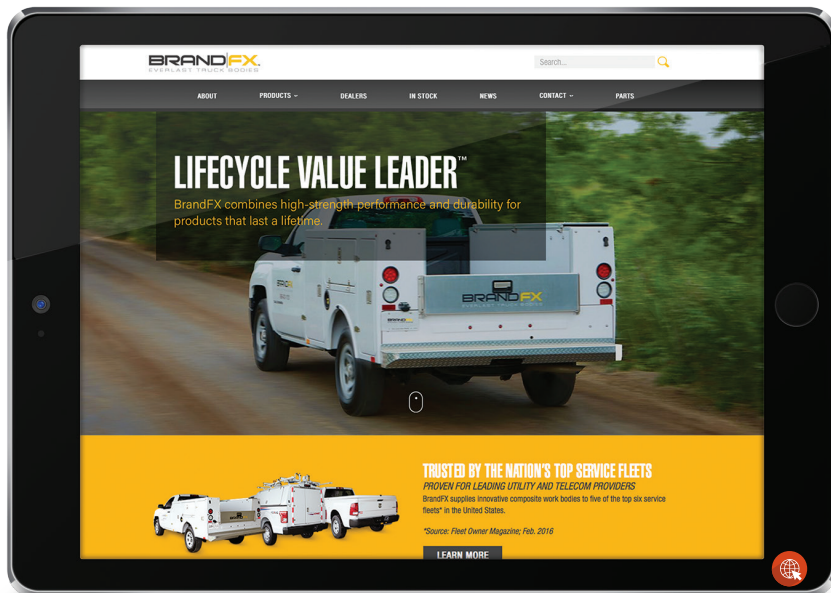 BRANDFX.
EVERLAST TRUCK BODIES
Search...
ABOUT PRODUCTS DEALERS IN STOCK NEWS CONTACT PARTS
LIFECYCLE VALUE LEADER™
BrandFX combines high-strength performance and durability for
products that last a lifetime.
BRANDFX
EVERLAST TRUCK BODIES
TRUSTED BY THE NATION'S TOP SERVICE FLEETS
PROVEN FOR LEADING UTILITY AND TELECOM PROVIDERS
BrandFX supplies innovative composite work bodies to five of the top six service
fleets* in the United States.
*Source: Fleet Owner Magazine; Feb. 2016
LEARN MORE